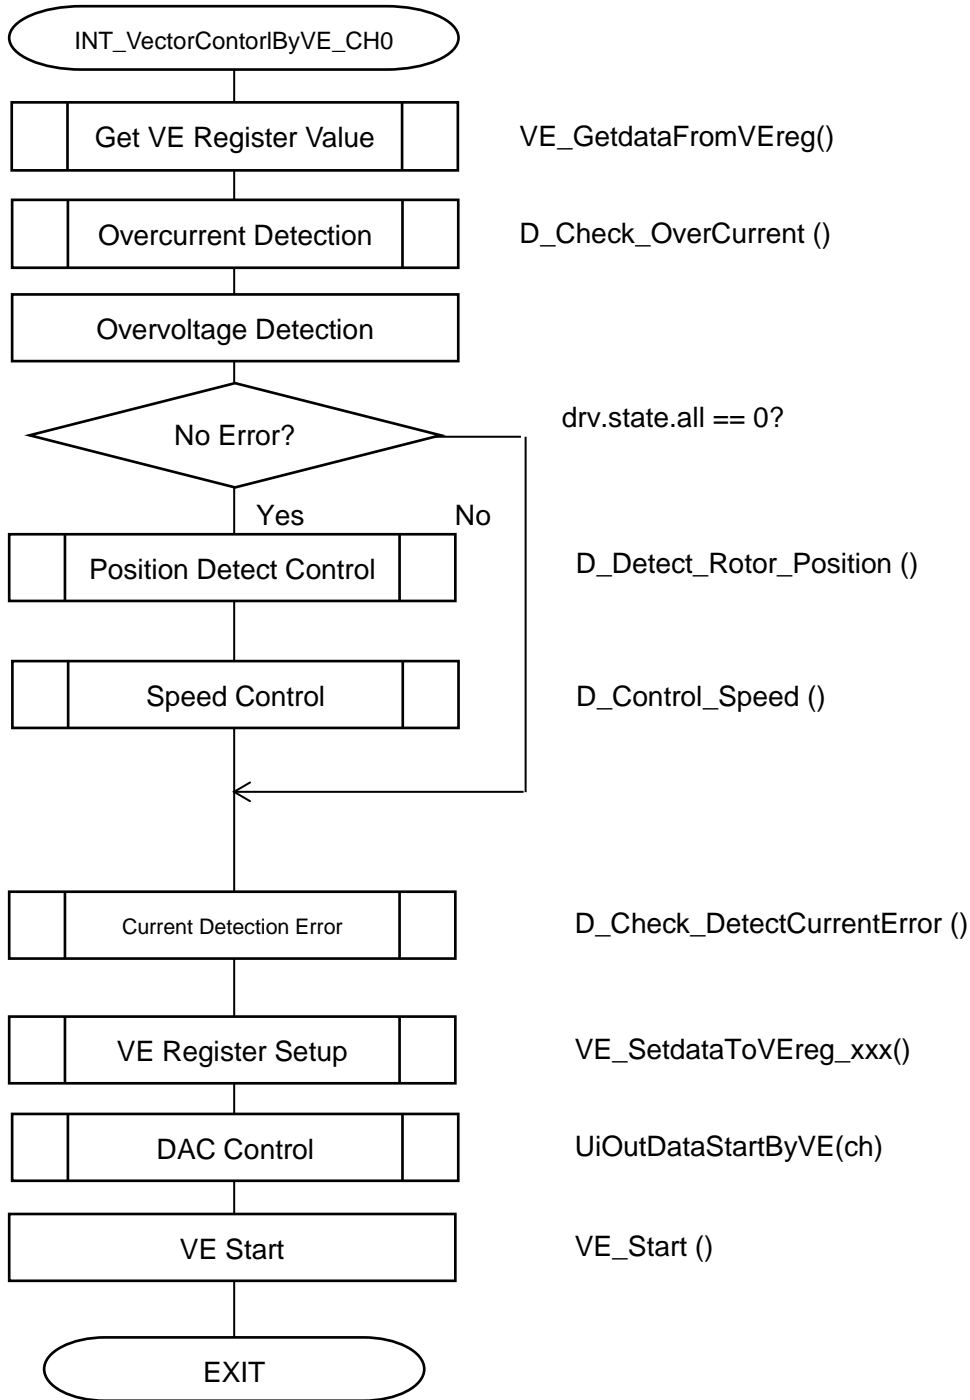 INT_VectorContorlByVE_CH0
Get VE Register Value
VE_GetdataFromVEreg()
Overcurrent Detection
D_Check_OverCurrent ()
Overvoltage Detection
No Error?
drv.state.all == 0?
Yes
No
Position Detect Control
D_Detect_Rotor_Position ()
Speed Control
D_Control_Speed ()
Current Detection Error
D_Check_DetectCurrentError ()
VE Register Setup
VE_SetdataToVEreg_xxx()
DAC Control
UiOutDataStartByVE(ch)
VE Start
VE_Start ()
EXIT